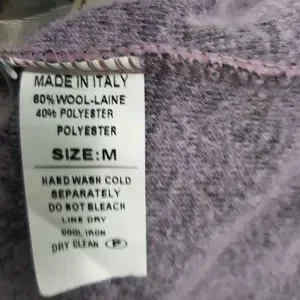 MADE IN ITALY
60% WOOL-LAINE
40% POLYESTER
POLYESTER
SIZE:M
HAND WASH COLD
SEPARATELY
DO NOT BLEACH
LINE DRY
COOL IRON
DRY CLEAN P